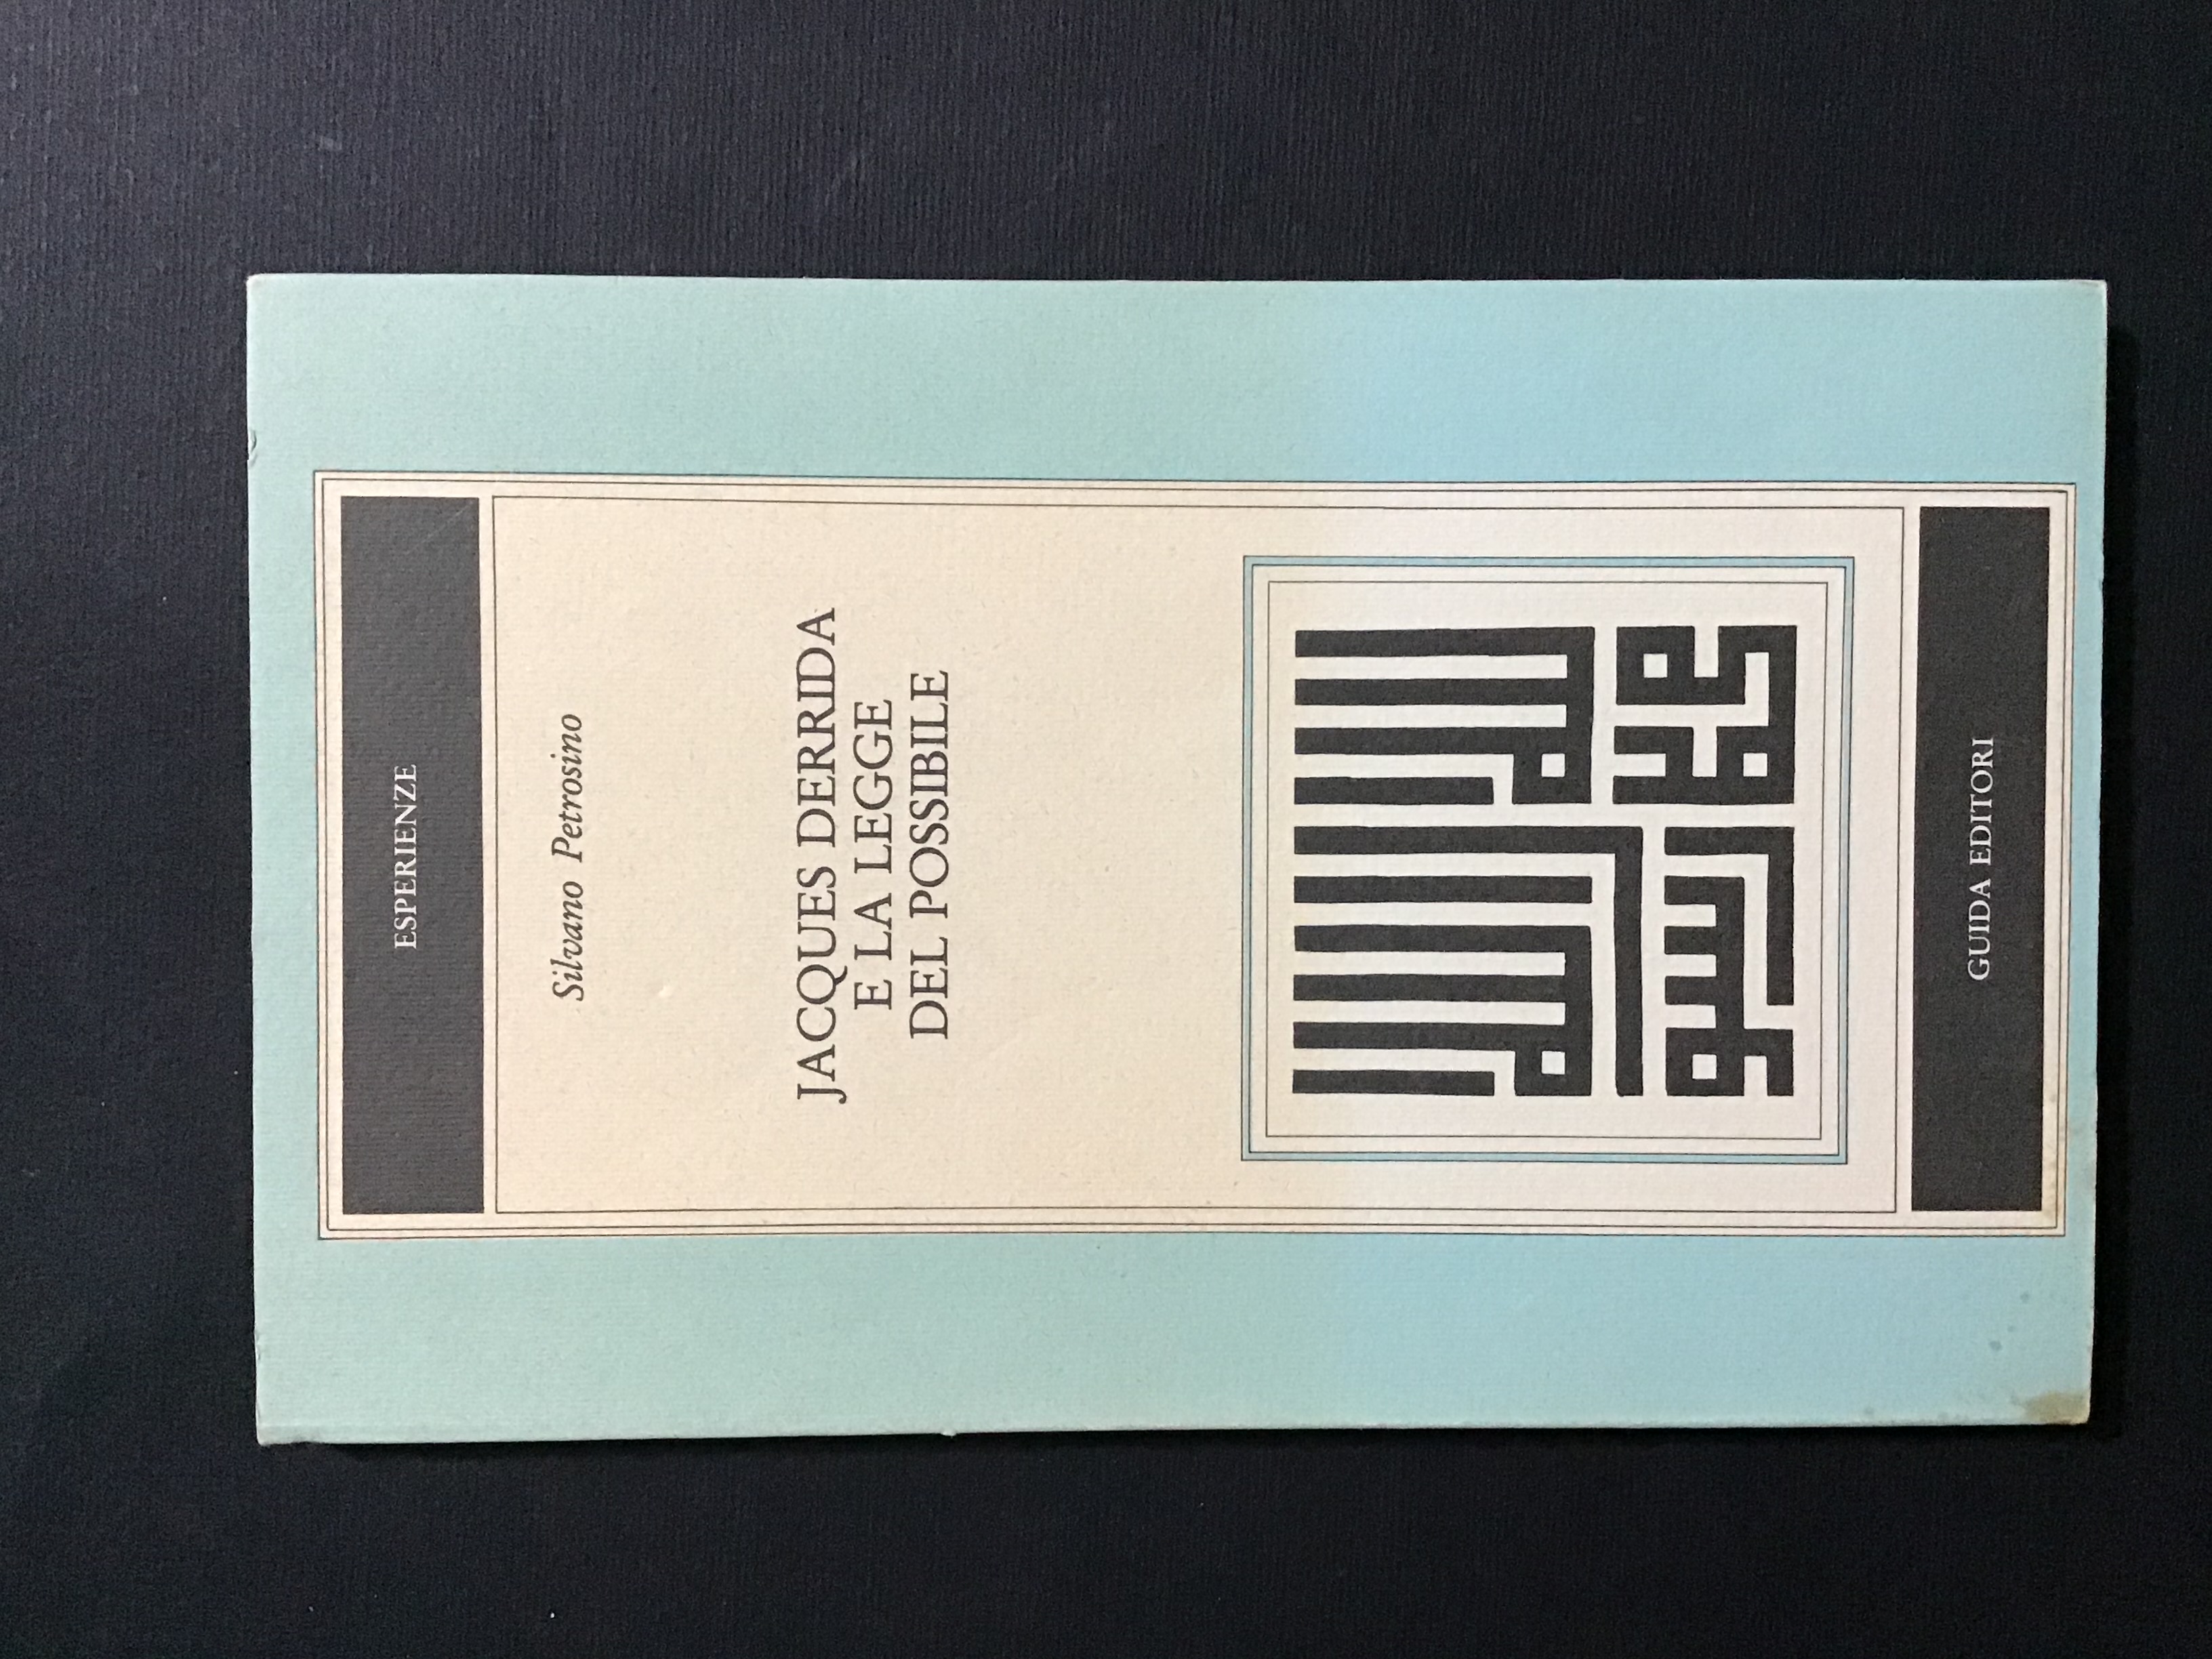 ESPERIENZE
Silvano Petrosino
JACQUES DERRIDA
E LA LEGGE
DEL POSSIBILE
GUIDA EDITORI